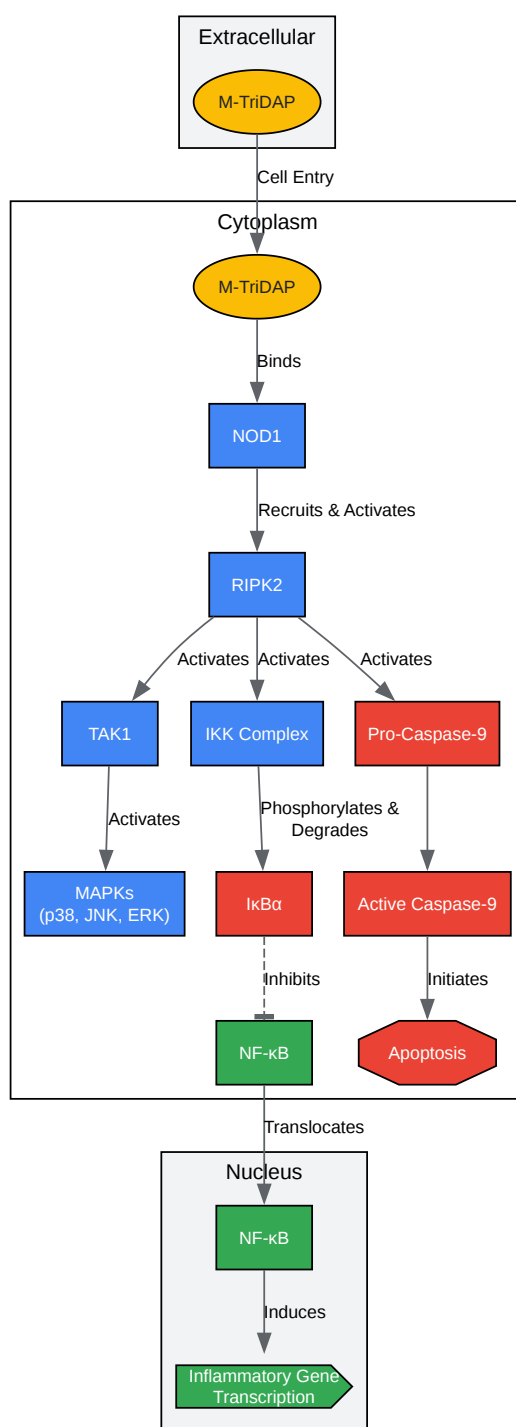 Extracellular
M-TriDAP
Cell Entry
Cytoplasm
M-TriDAP
Binds
NOD1
Recruits & Activates
RIPK2
Activates
Activates
Activates
TAK1
IKK Complex
Pro-Caspase-9
Activates
Phosphorylates &
Degrades
MAPKs
(p38, JNK, ERK)
IκBα
Active Caspase-9
Inhibits
Initiates
NF-κB
Apoptosis
Translocates
Nucleus
NF-κB
Induces
Inflammatory Gene
Transcription